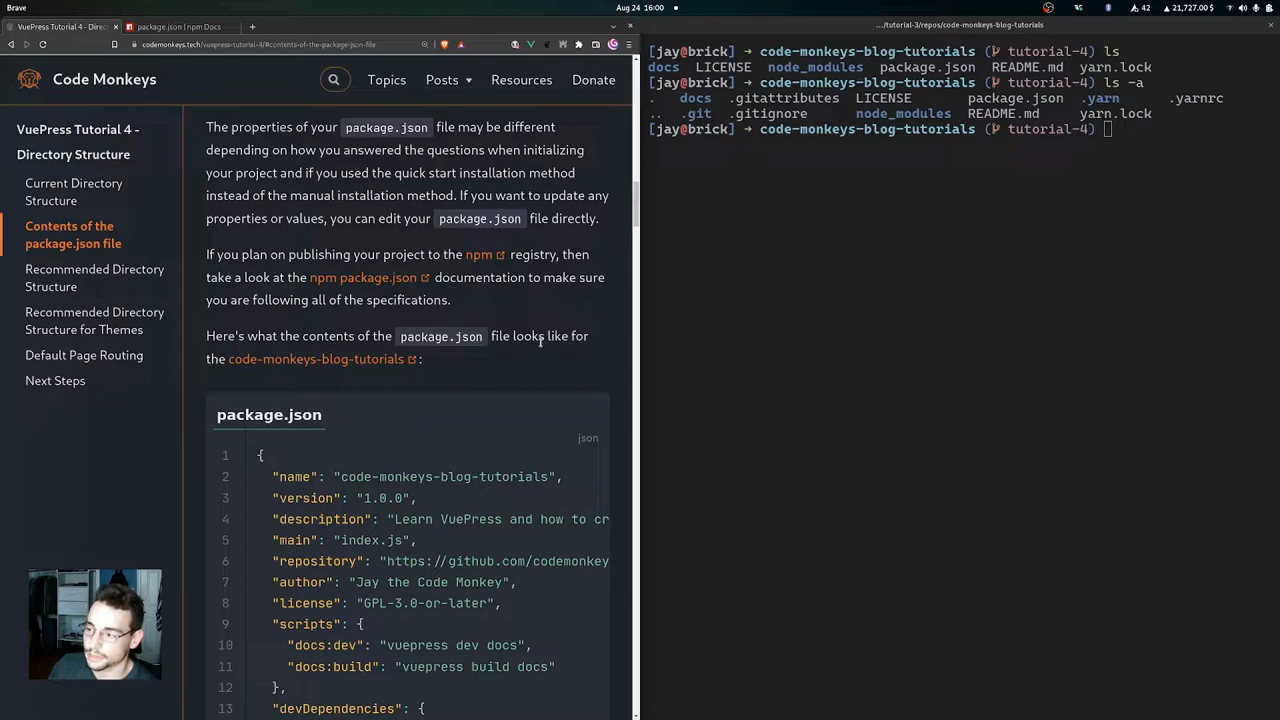 Brave
Aug 24 16:00
42
21,727.00
VuePress Tutorial 4 - Direc
package.json | npm Docs
codemonkeys.tech/vuepress-tutorial-4/#contents-of-the-package-json-file
Code Monkeys
Topics
Posts
Resources
Donate
VuePress Tutorial 4 -
Directory Structure
Current Directory
Structure
Contents of the
package.json file
Recommended Directory
Structure
Recommended Directory
Structure for Themes
Default Page Routing
Next Steps
The properties of your package.json file may be different
depending on how you answered the questions when initializing
your project and if you used the quick start installation method
instead of the manual installation method. If you want to update any
properties or values, you can edit your package.json file directly.
If you plan on publishing your project to the npm registry, then
take a look at the npm package.json documentation to make sure
you are following all of the specifications.
Here's what the contents of the package.json file looks like for
the code-monkeys-blog-tutorials :
package.json
json
1 {
2 "name": "code-monkeys-blog-tutorials",
3 "version": "1.0.0",
4 "description": "Learn VuePress and how to cr
5 "main": "index.js",
6 "repository": "https://github.com/codemonkey
7 "author": "Jay the Code Monkey",
8 "license": "GPL-3.0-or-later",
9 "scripts": {
10 "docs:dev": "vuepress dev docs",
11 "docs:build": "vuepress build docs"
12 },
13 "devDependencies": {
.../tutorial-3/repos/code-monkeys-blog-tutorials
[jay@brick] → code-monkeys-blog-tutorials ( tutorial-4) ls
docs LICENSE node_modules package.json README.md yarn.lock
[jay@brick] → code-monkeys-blog-tutorials ( tutorial-4) ls -a
. docs .gitattributes LICENSE package.json .yarn .yarnrc
.. .git .gitignore node_modules README.md yarn.lock
[jay@brick] → code-monkeys-blog-tutorials ( tutorial-4)